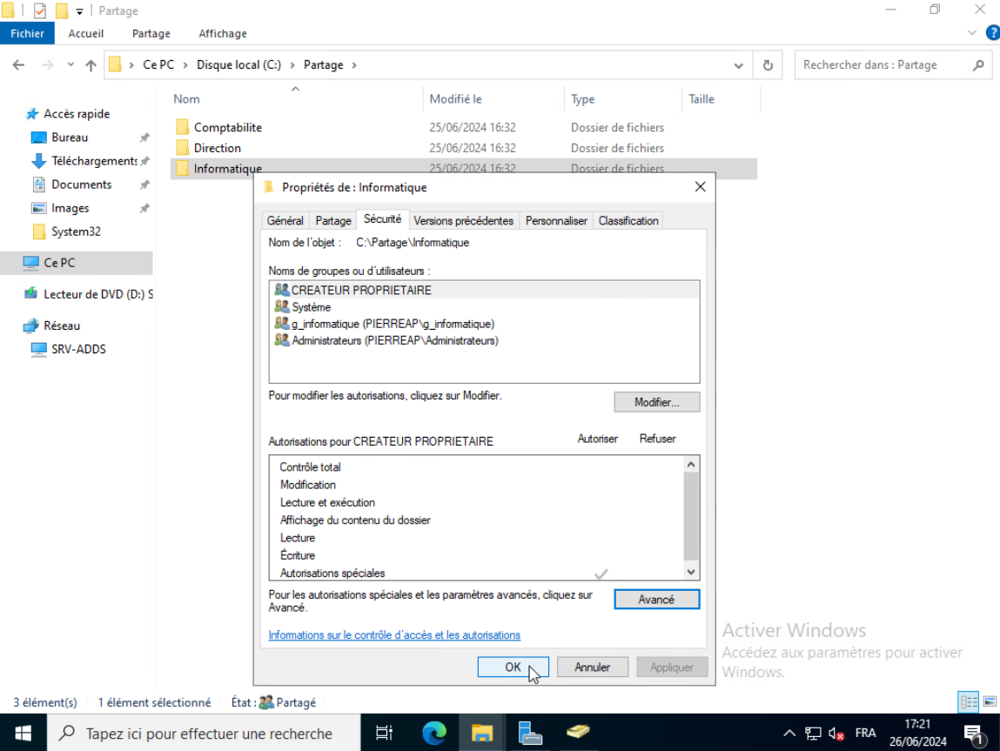 Partage
Fichier Accueil Partage Affichage
Ce PC Disque local (C:) Partage Rechercher dans : Partage
Nom Modifié le Type Taille
Accès rapide
Bureau
Téléchargements
Documents
Images
System32
Ce PC
Lecteur de DVD (D:) S
Réseau
SRV-ADDS
Comptabilite 25/06/2024 16:32 Dossier de fichiers
Direction 25/06/2024 16:32 Dossier de fichiers
Informatique 25/06/2024 16:32 Dossier de fichiers
Propriétés de : Informatique
Général Partage Sécurité Versions précédentes Personnaliser Classification
Nom de l'objet : C:\Partage\Informatique
Noms de groupes ou d'utilisateurs :
CREATEUR PROPRIETAIRE
Système
g_informatique (PIERREAP\g_informatique)
Administrateurs (PIERREAP\Administrateurs)
Pour modifier les autorisations, cliquez sur Modifier.
Modifier...
Autorisations pour CREATEUR PROPRIETAIRE Autoriser Refuser
Contrôle total
Modification
Lecture et exécution
Affichage du contenu du dossier
Lecture
Écriture
Autorisations spéciales
Pour les autorisations spéciales et les paramètres avancés, cliquez sur
Avancé.
Avancé
Informations sur le contrôle d'accès et les autorisations
OK Annuler Appliquer
Activer Windows
Accédez aux paramètres pour activer
Windows.
3 élément(s) 1 élément sélectionné État : Partagé
Tapez ici pour effectuer une recherche
FRA
17:21
26/06/2024
1